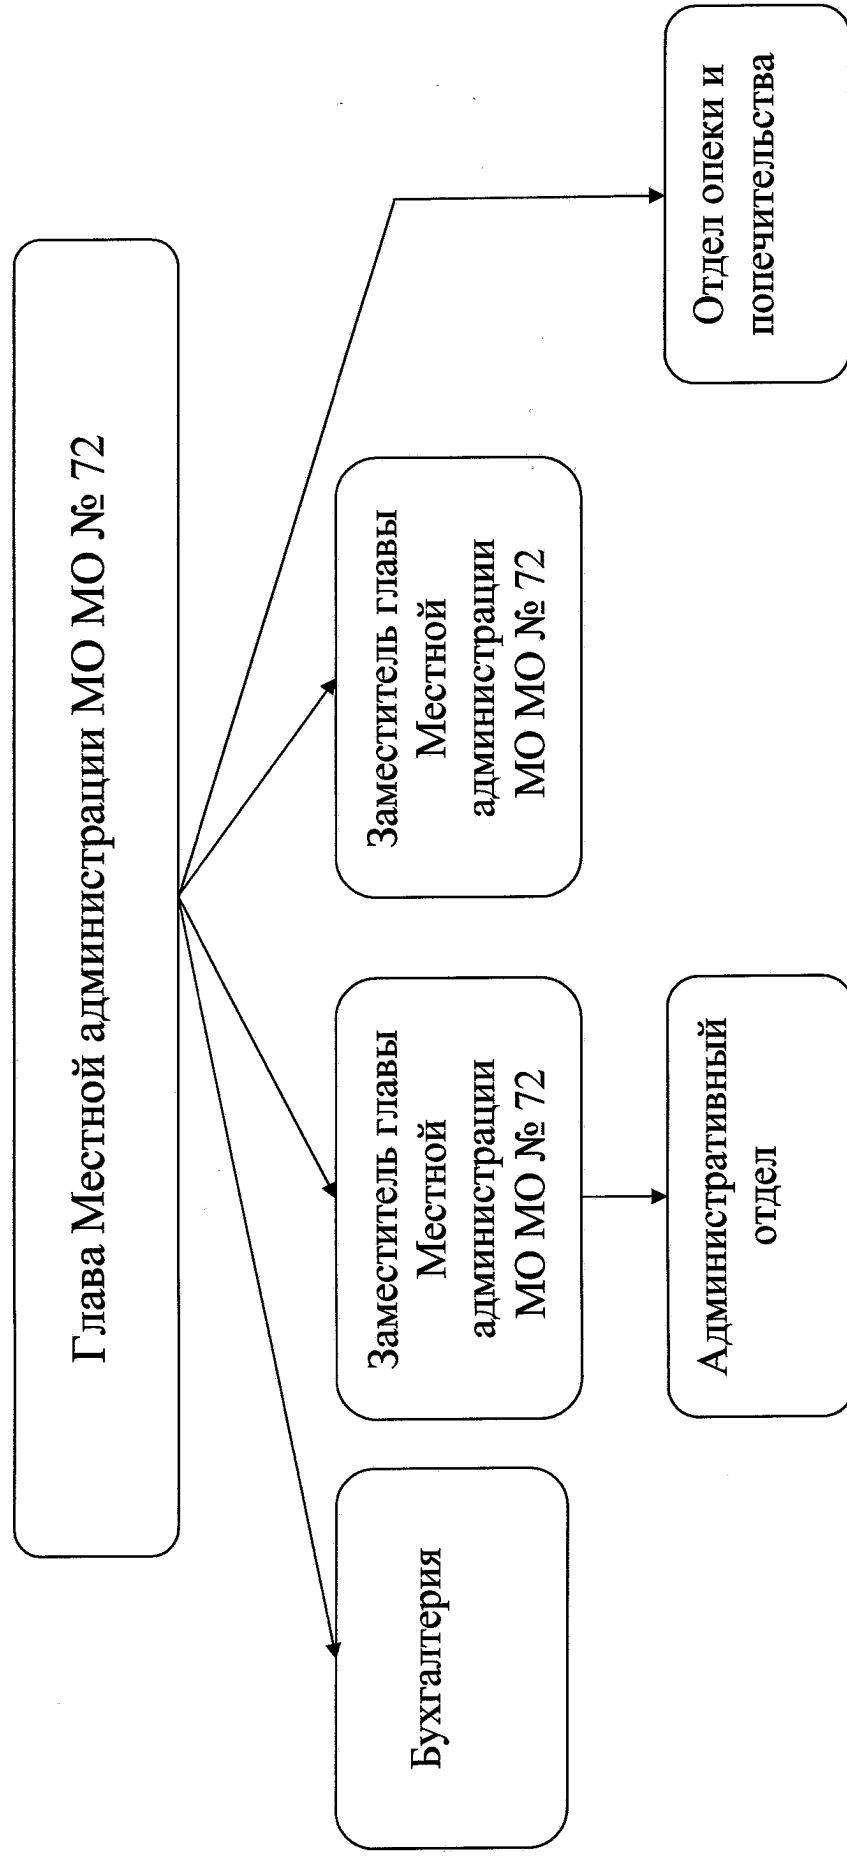 Глава Местной администрации МО МО № 72
Бухгалтерия
Заместитель главы
Местной
администрации
МО МО № 72
Заместитель главы
Местной
администрации
МО МО № 72
Административный
отдел
Отдел опеки и
попечительства